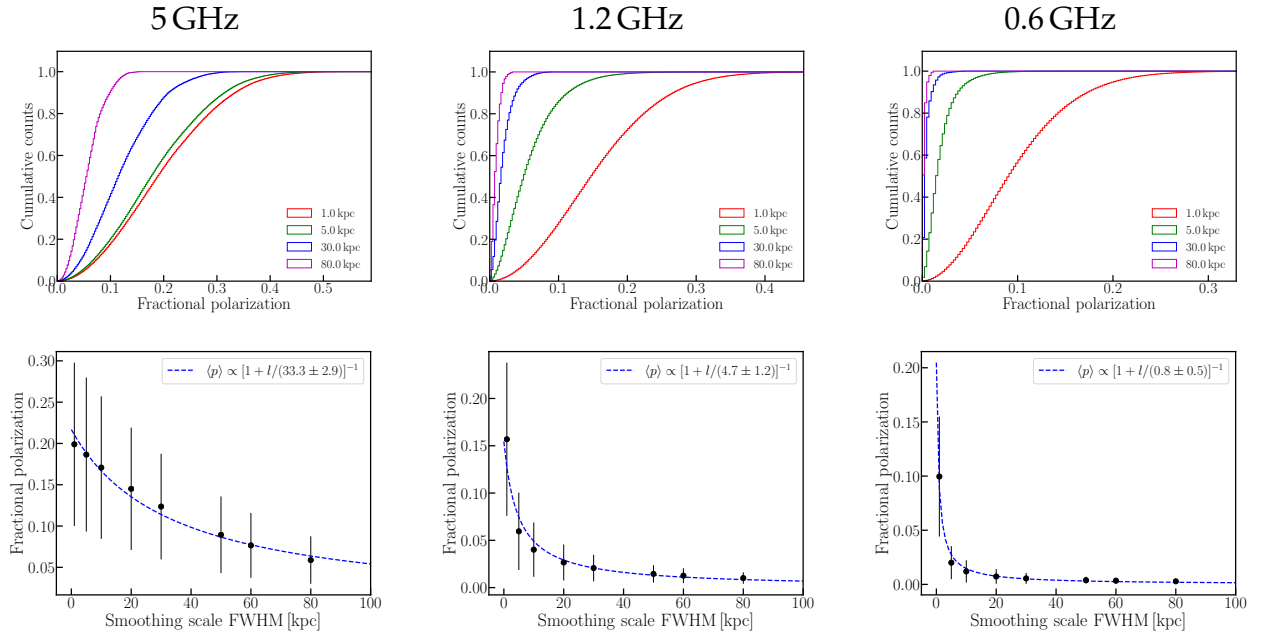 5 GHz
1.2 GHz
0.6 GHz
Cumulative counts
1.0
0.8
0.6
0.4
0.2
0.0
1.0 kpc
5.0 kpc
30.0 kpc
80.0 kpc
0.0 0.1 0.2 0.3 0.4 0.5
Fractional polarization
Cumulative counts
1.0
0.8
0.6
0.4
0.2
0.0
1.0 kpc
5.0 kpc
30.0 kpc
80.0 kpc
0.0 0.1 0.2 0.3 0.4
Fractional polarization
Cumulative counts
1.0
0.8
0.6
0.4
0.2
0.0
1.0 kpc
5.0 kpc
30.0 kpc
80.0 kpc
0.0 0.1 0.2 0.3
Fractional polarization
Fractional polarization
0.30
0.25
0.20
0.15
0.10
0.05
⟨p⟩ ∝ [1 + l/(33.3 ± 2.9)]⁻¹
0 20 40 60 80 100
Smoothing scale FWHM [kpc]
Fractional polarization
0.20
0.15
0.10
0.05
0.00
⟨p⟩ ∝ [1 + l/(4.7 ± 1.2)]⁻¹
0 20 40 60 80 100
Smoothing scale FWHM [kpc]
Fractional polarization
0.20
0.15
0.10
0.05
0.00
⟨p⟩ ∝ [1 + l/(0.8 ± 0.5)]⁻¹
0 20 40 60 80 100
Smoothing scale FWHM [kpc]